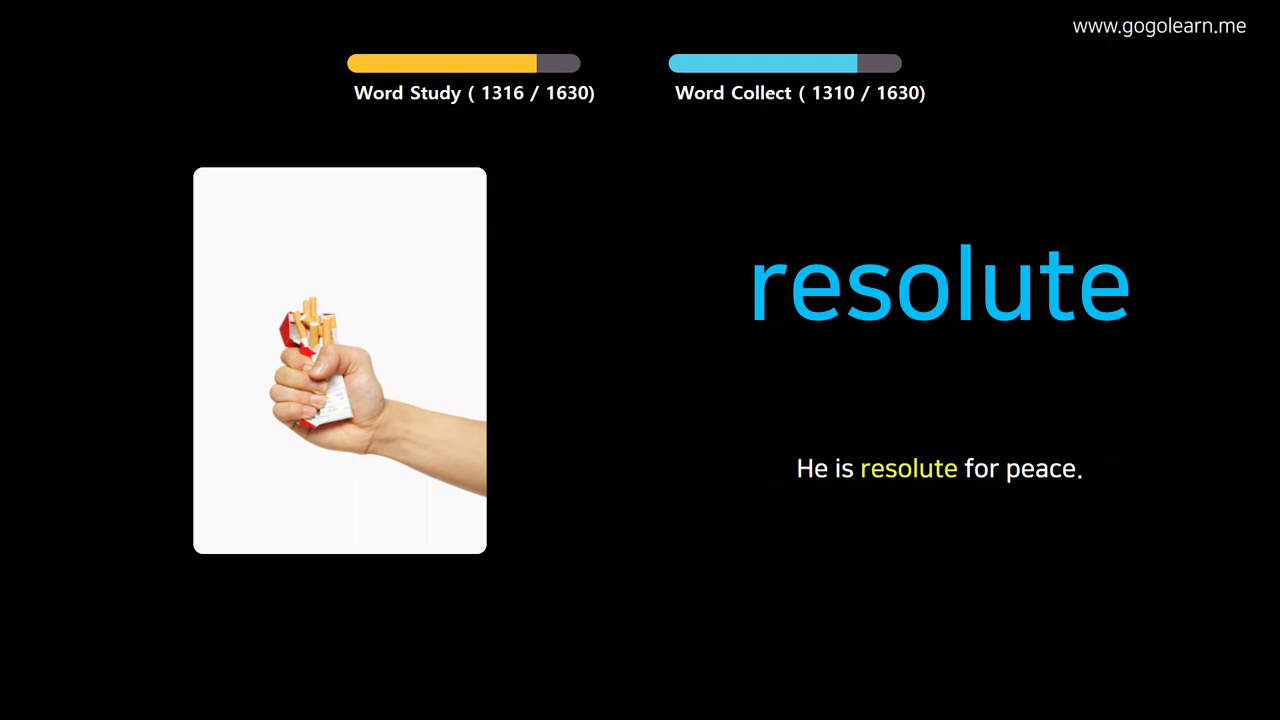 www.gogolearn.me
Word Study ( 1316 / 1630)
Word Collect ( 1310 / 1630)
resolute
He is resolute for peace.